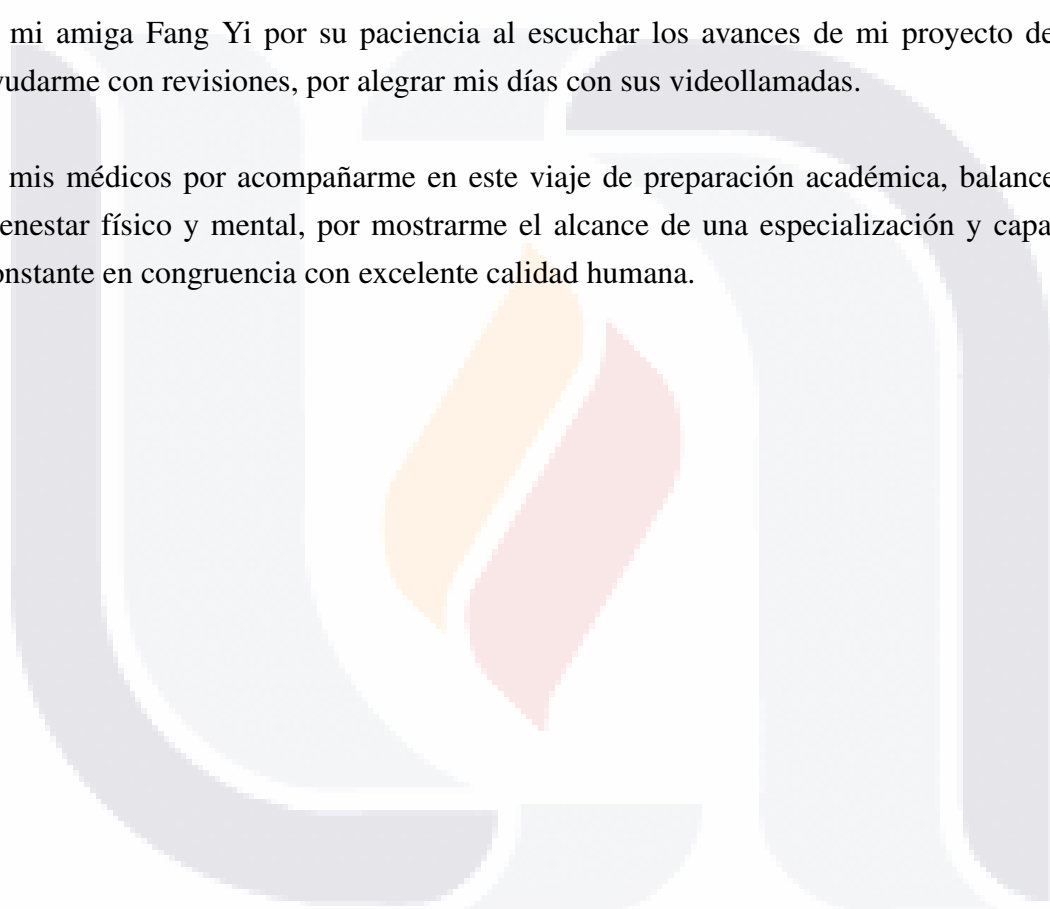 mi amiga Fang Yi por su paciencia al escuchar los avances de mi proyecto de
yudarme con revisiones, por alegrar mis días con sus videollamadas.
mis médicos por acompañarme en este viaje de preparación académica, balance
enestar físico y mental, por mostrarme el alcance de una especialización y capa
onstante en congruencia con excelente calidad humana.